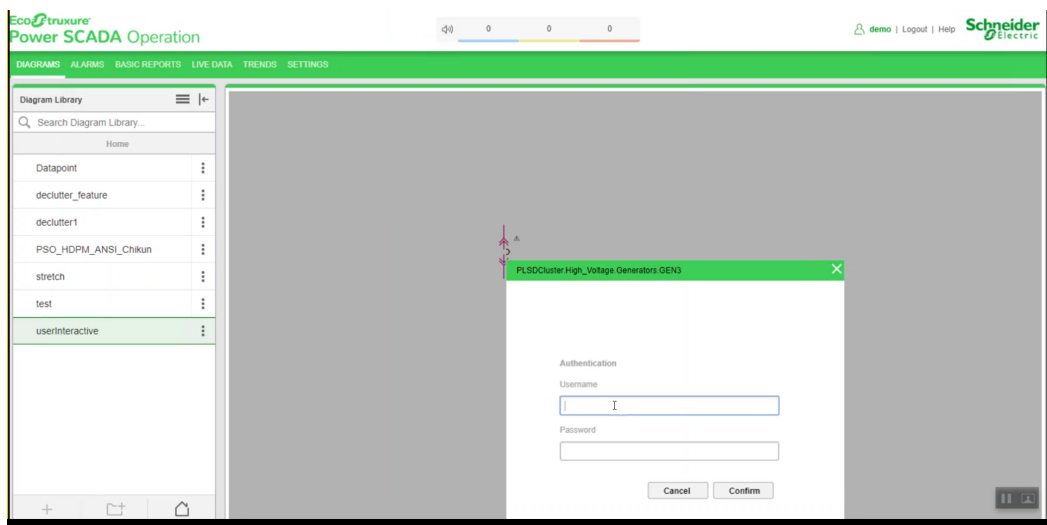 EcoStruxure
Power SCADA Operation
0 0 0
demo | Logout | Help
Schneider
Electric
DIAGRAMS ALARMS BASIC REPORTS LIVE DATA TRENDS SETTINGS
Diagram Library
Search Diagram Library...
Home
Datapoint
declutter_feature
declutter1
PSO_HDPM_ANSI_Chikun
stretch
test
userInteractive
PLSDCluster.High_Voltage.Generators.GEN3
Authentication
Username
Password
Cancel Confirm